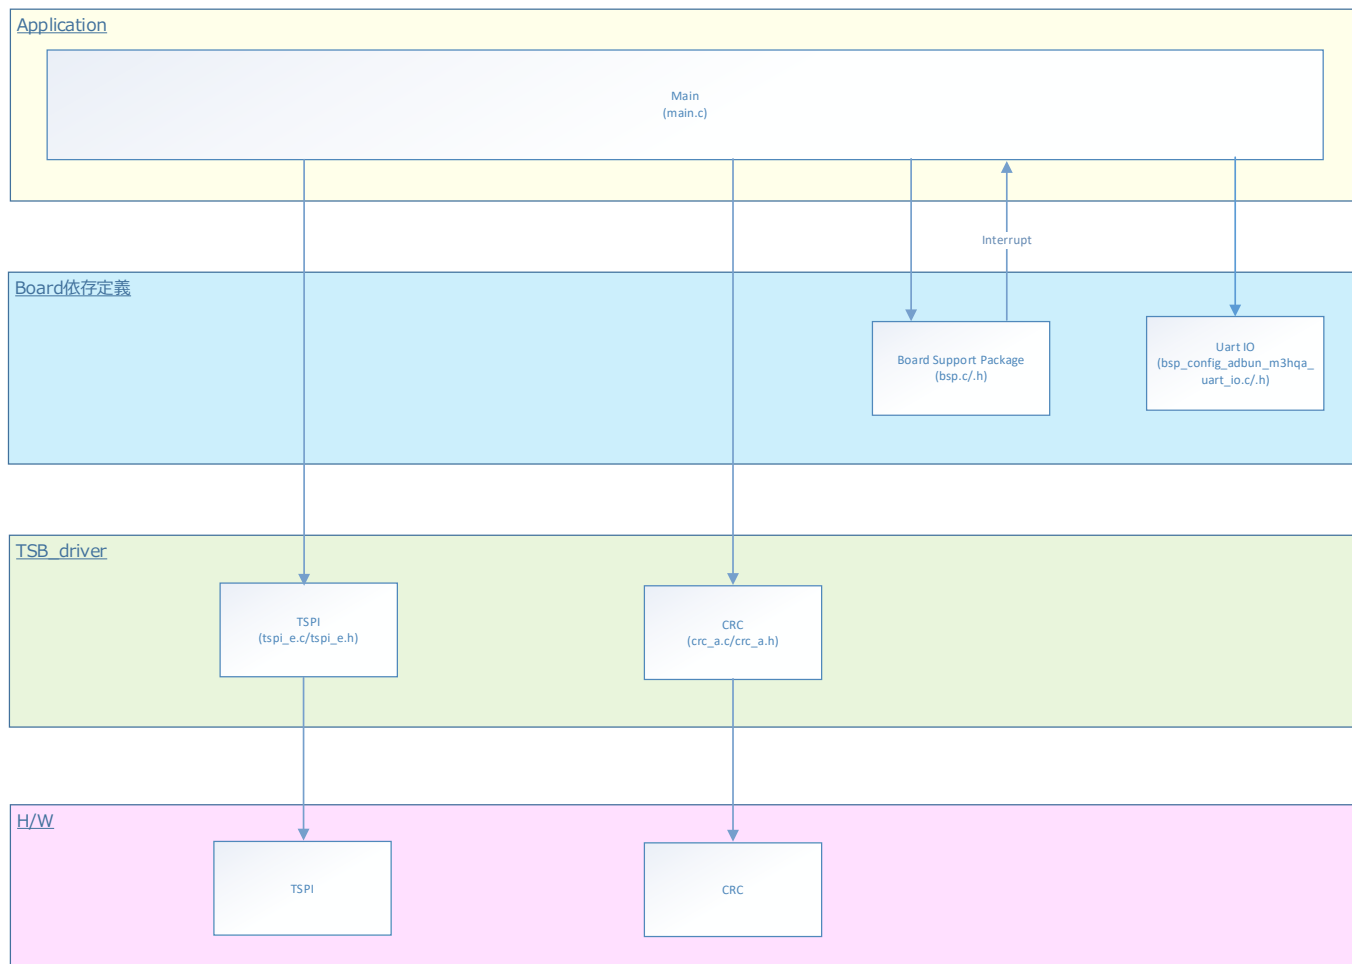 Application
Main
(main.c)
Interrupt
Board依存定義
Board Support Package
(bsp.c/.h)
Uart IO
(bsp_config_adbun_m3hqa_
uart_io.c/.h)
TSB_driver
TSPI
(tspi_e.c/tspi_e.h)
CRC
(crc_a.c/crc_a.h)
H/W
TSPI
CRC